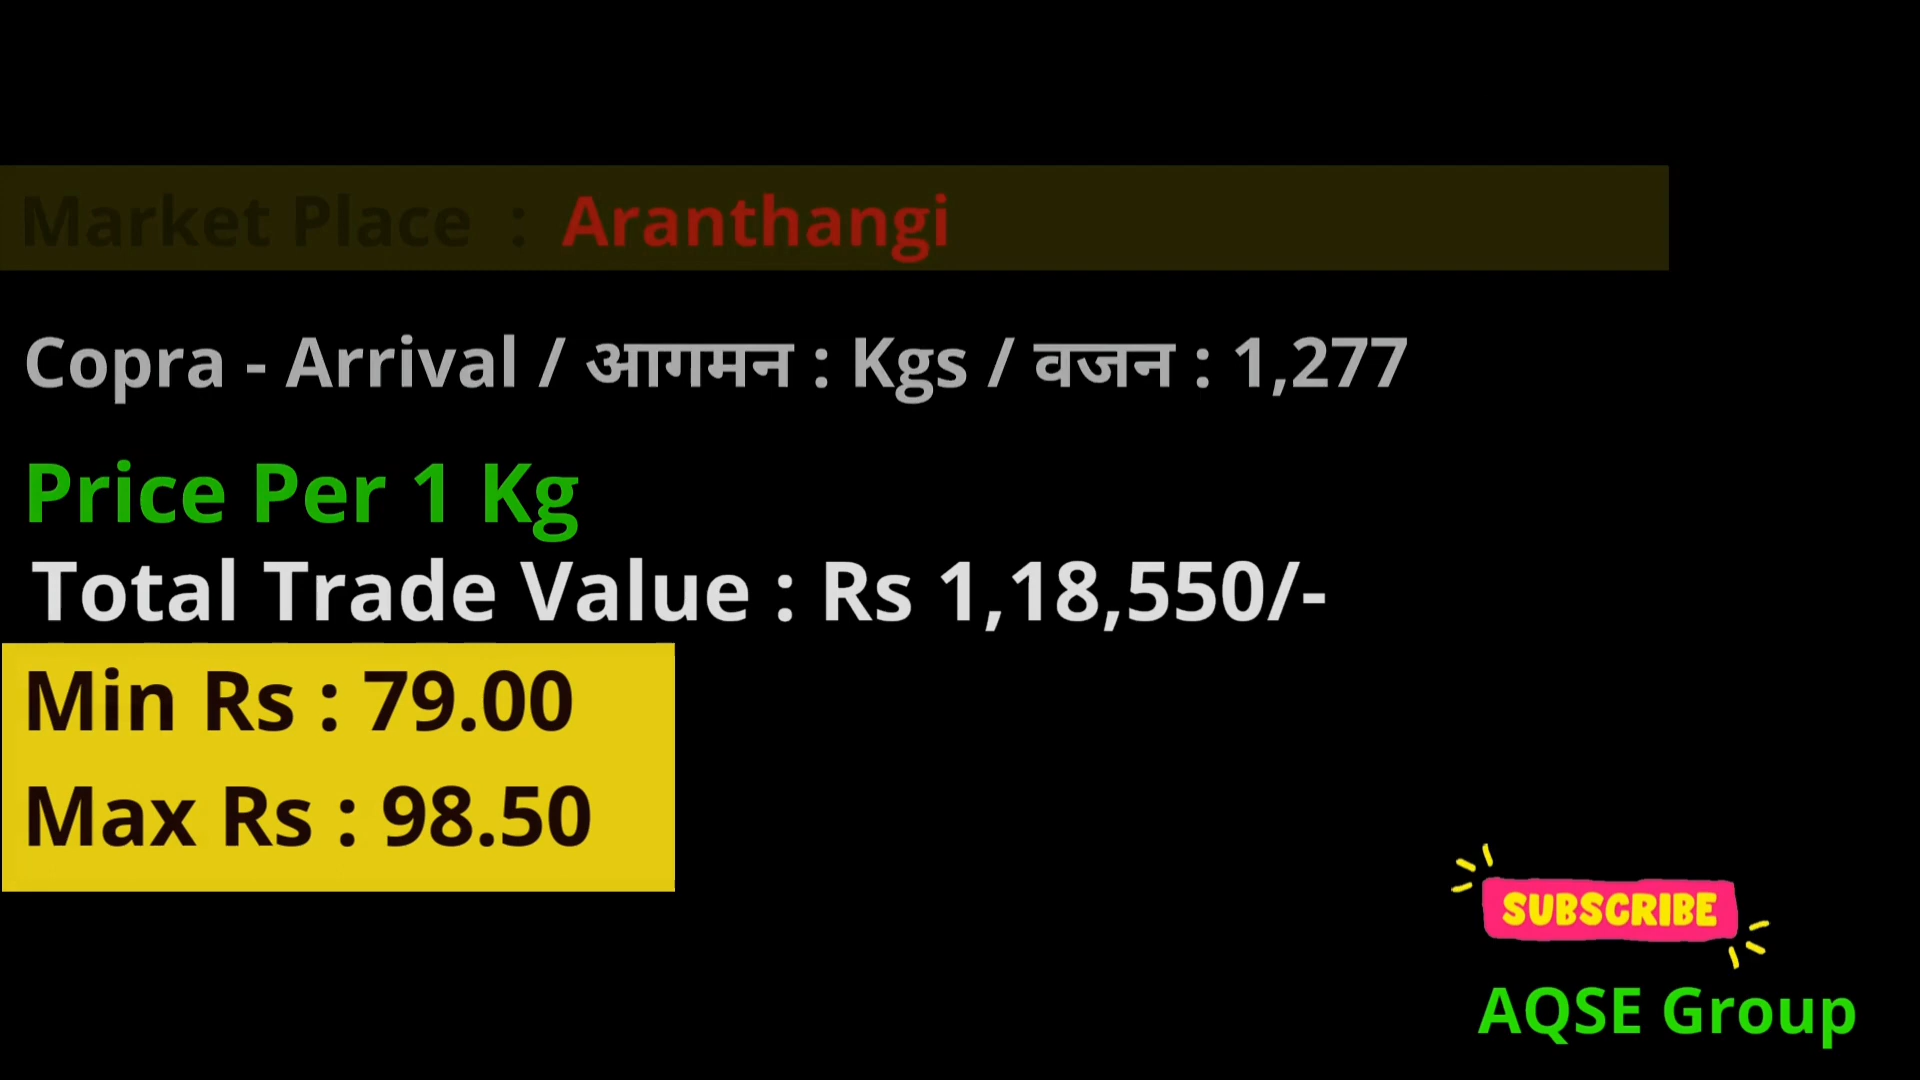 Market Place : Aranthangi
Copra - Arrival / आगमन : Kgs / वजन : 1,277
Price Per 1 Kg
Total Trade Value : Rs 1,18,550/-
Min Rs : 79.00
Max Rs : 98.50
SUBSCRIBE
AQSE Group